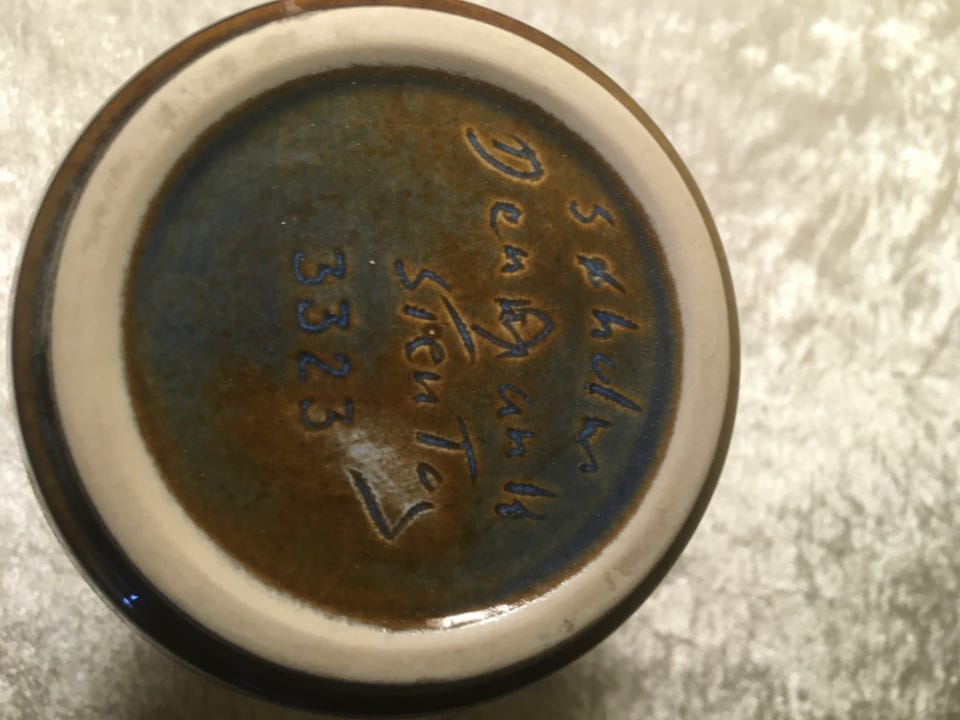 søholm
Denmark
StenTøj
3323